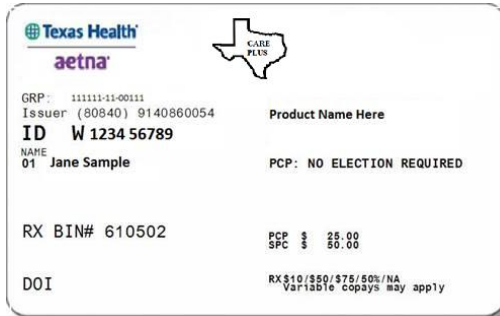 Texas Health
aetna
CARE
PLUS
GRP: 111111-11-00111
Issuer (80840) 9140860054
Product Name Here
ID W 1234 56789
NAME
01 Jane Sample
PCP: NO ELECTION REQUIRED
RX BIN# 610502
PCP $ 25.00
SPC $ 50.00
DOI
RX $10/$50/$75/50%/NA
Variable copays may apply